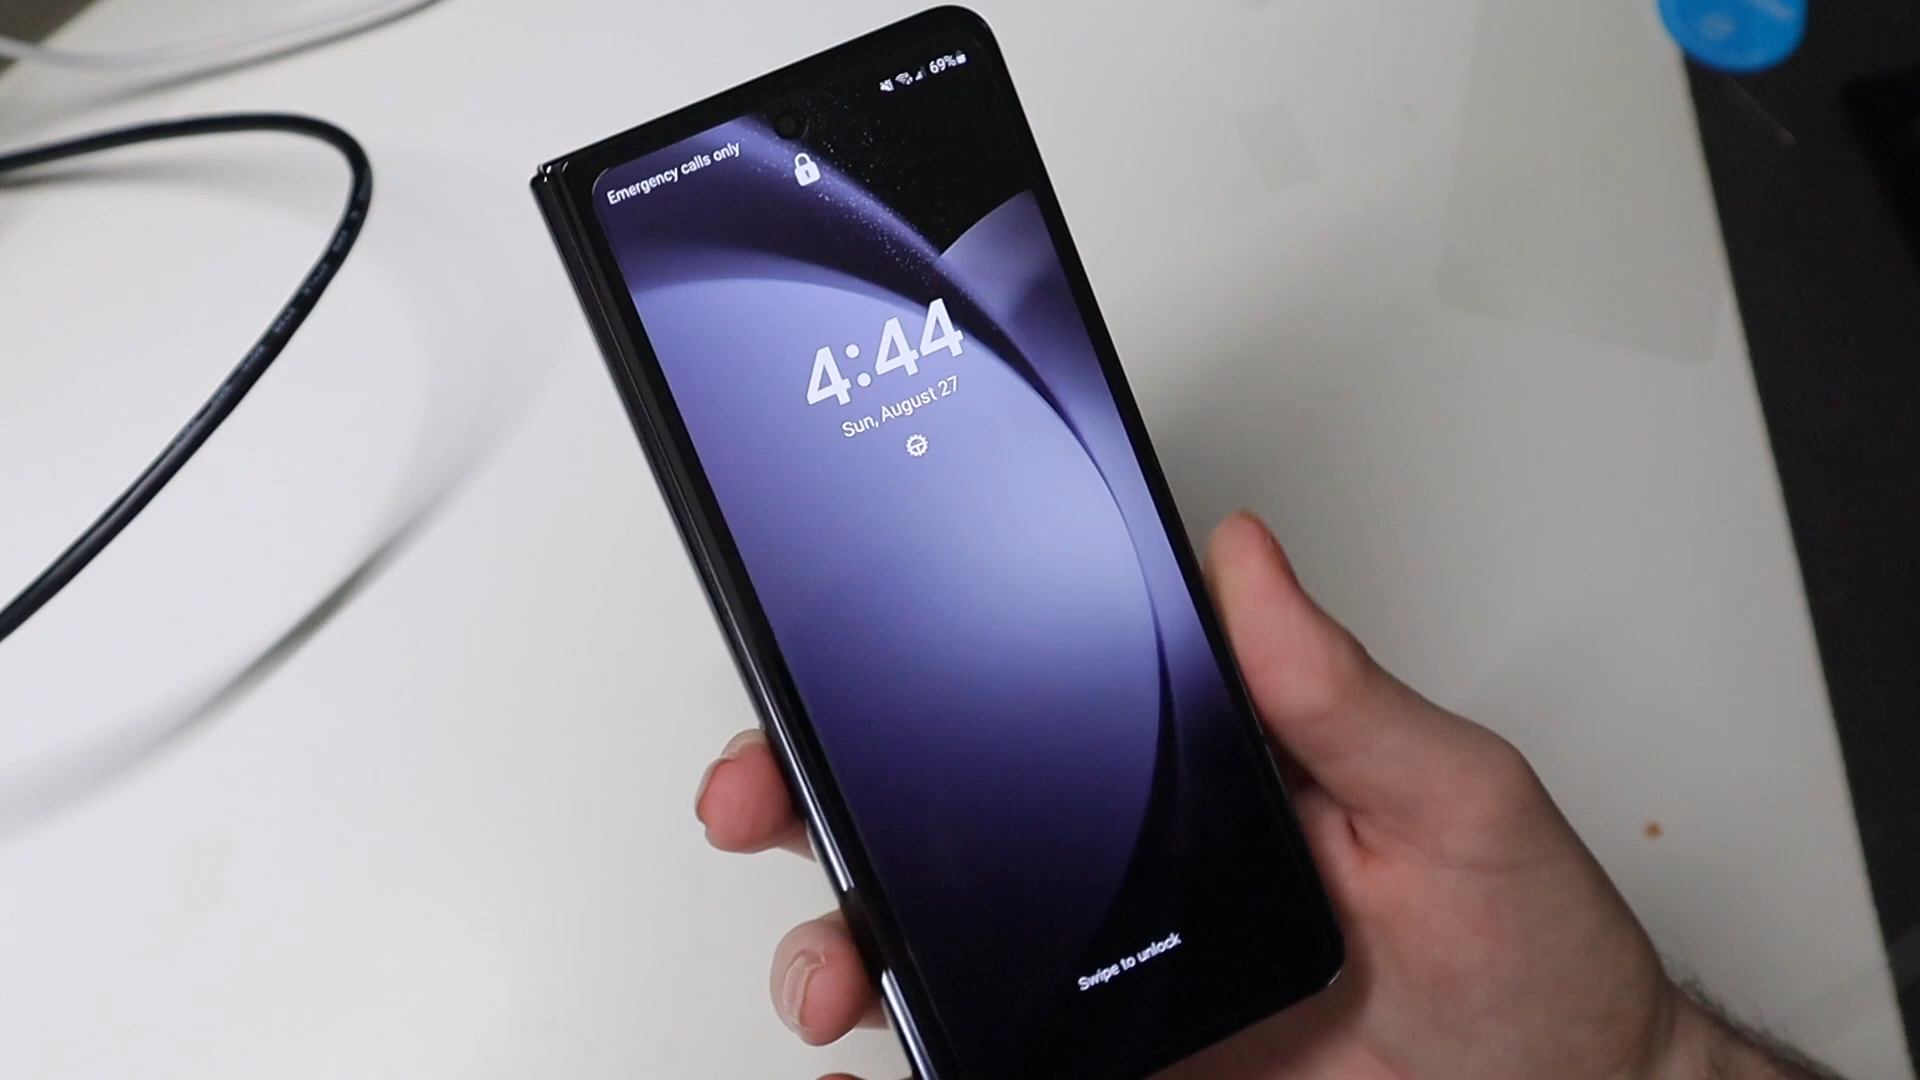 69%
Emergency calls only
4:44
Sun, August 27
Swipe to unlock